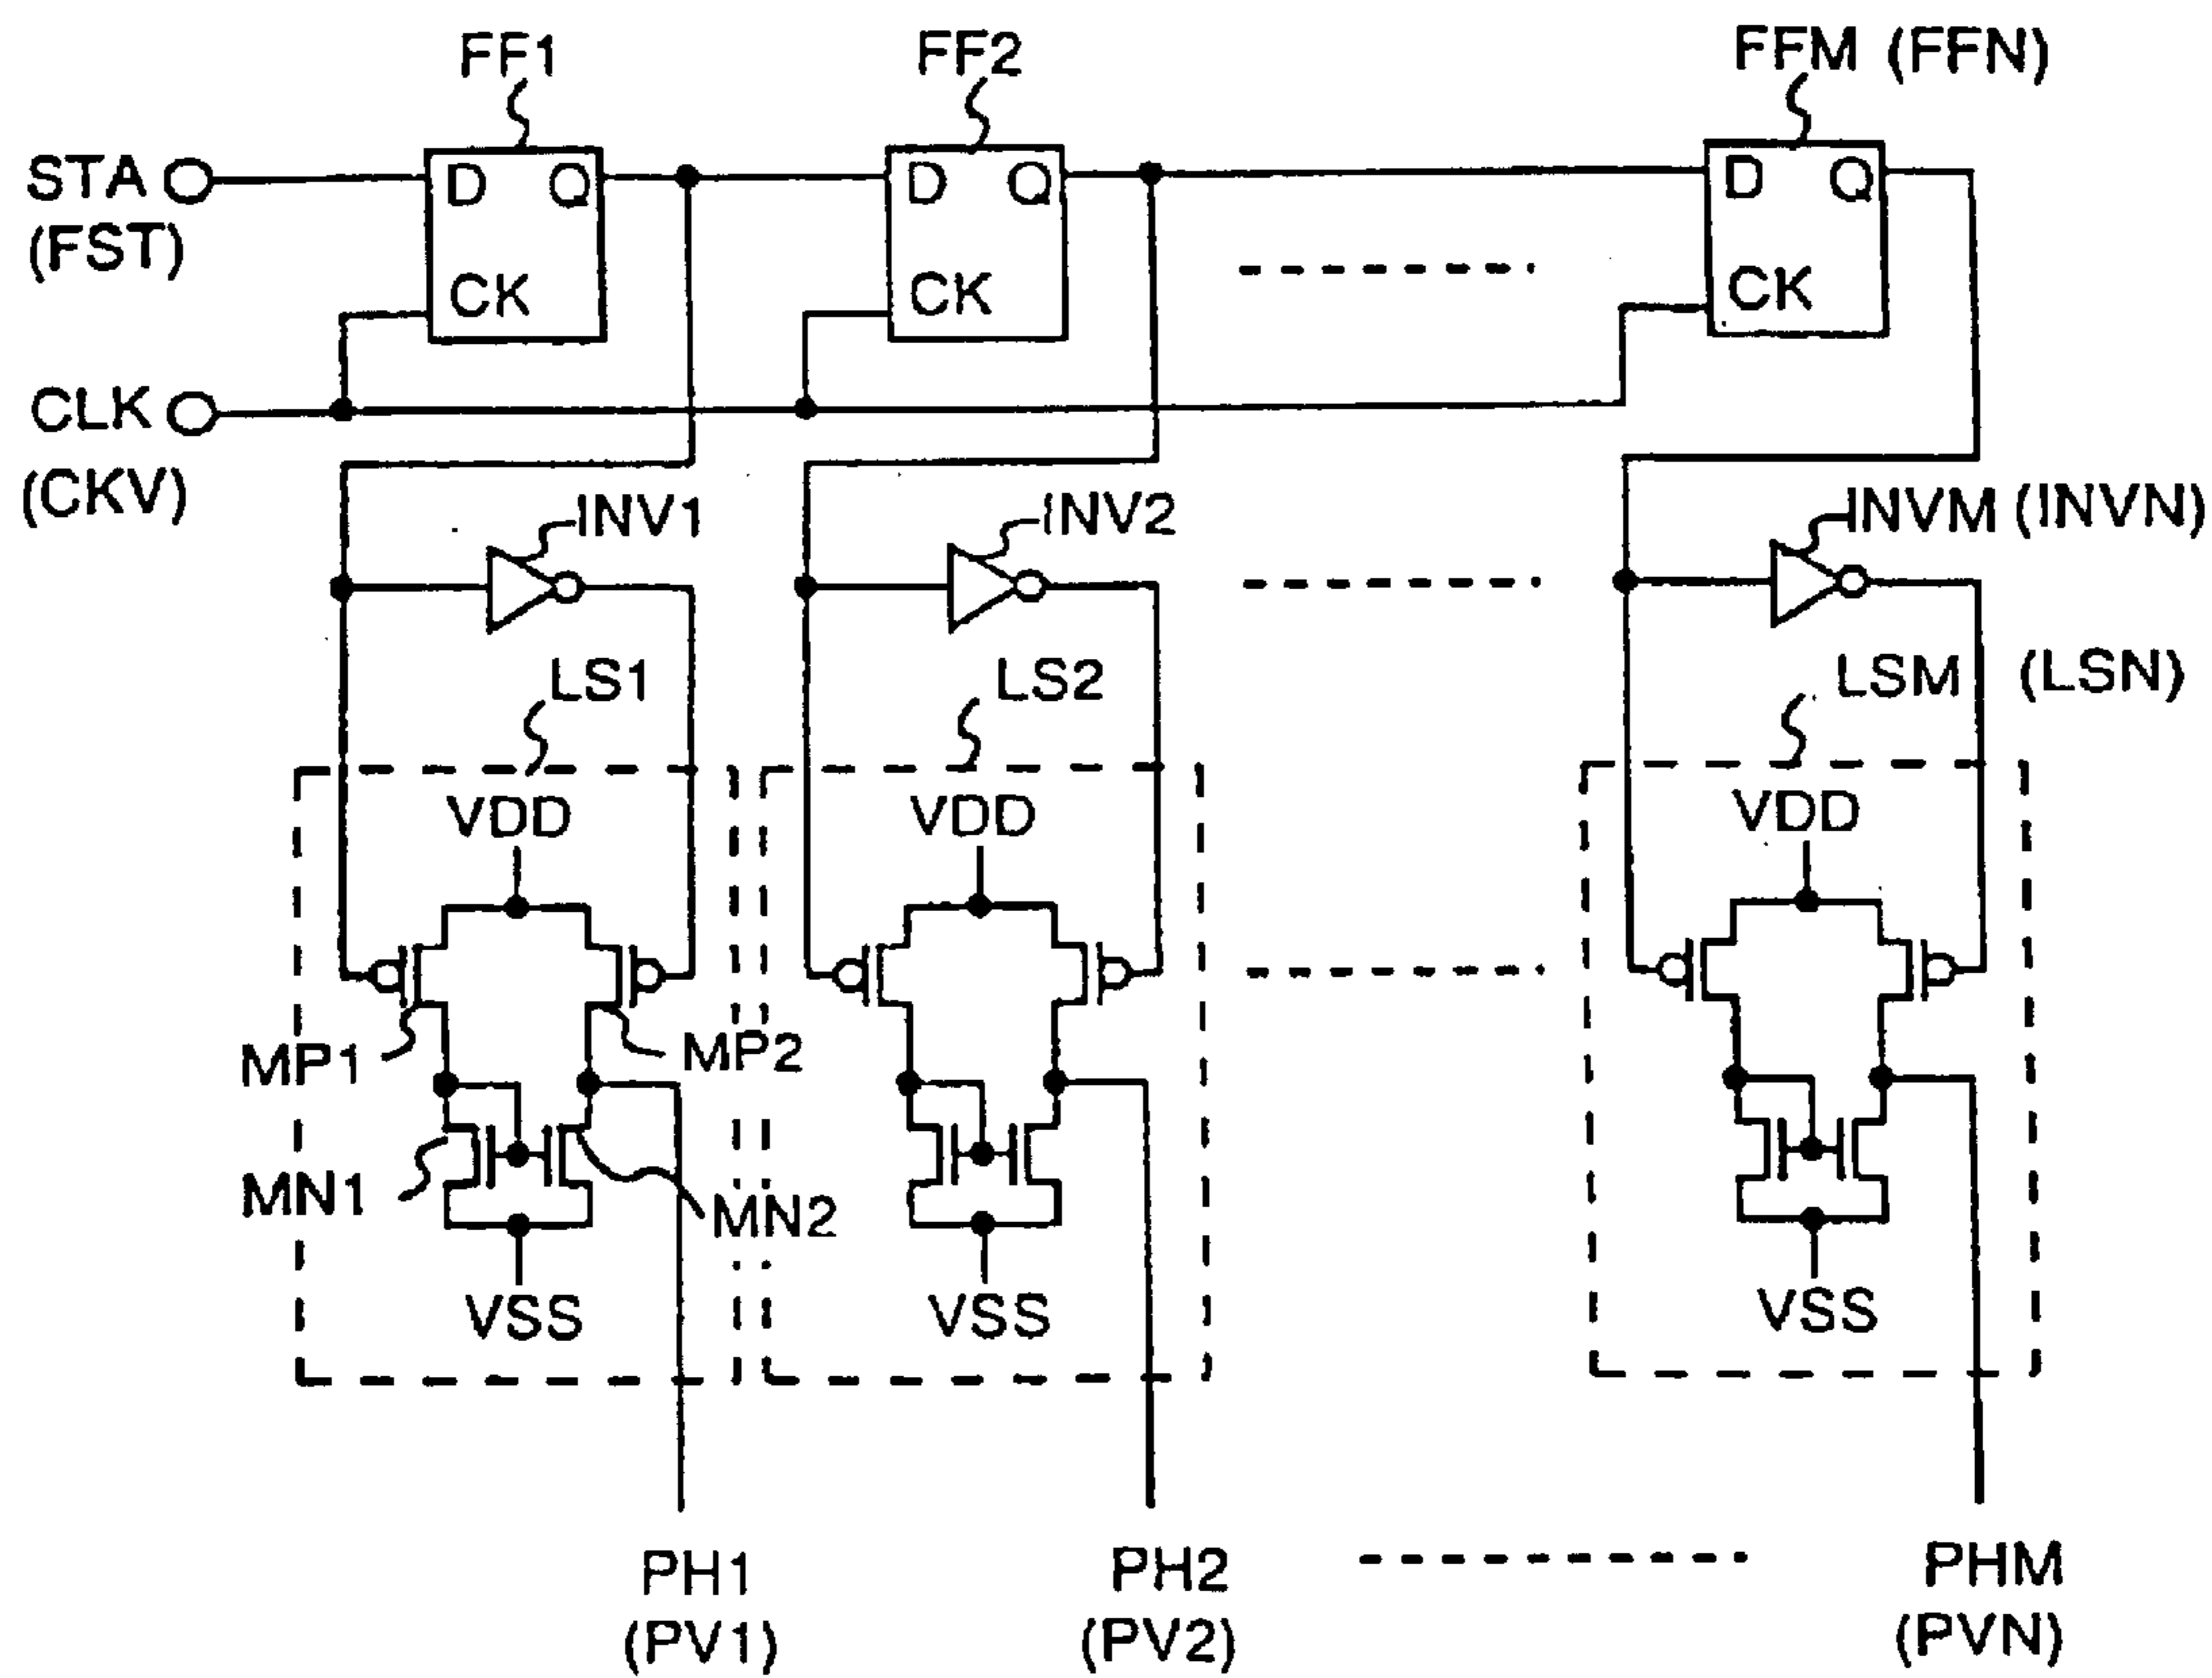 FF1 FF2 FFM (FFN)
STA D Q D Q D Q
(FST)
CK CK CK
CLK
(CKV)
INV1 INV2 INVM (INVN)
LS1 LS2 LSM (LSN)
VDD VDD VDD
MP1 MP2
MN1 MN2
VSS VSS VSS
PH1 PH2 PHM
(PV1) (PV2) (PVN)